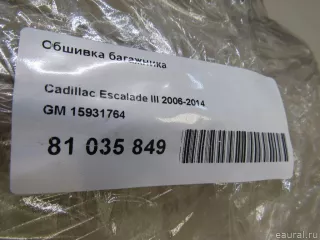 Обшивка багажника
Cadillac Escalade III 2006-2014
GM 15931764
81 035 849
© eaural.ru